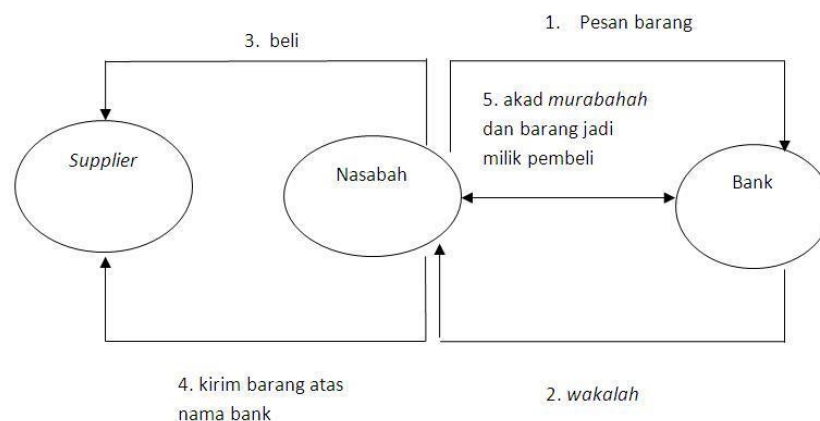 1. Pesan barang
3. beli
5. akad murabahah
dan barang jadi
milik pembeli
Supplier
Nasabah
Bank
4. kirim barang atas
nama bank
2. wakalah